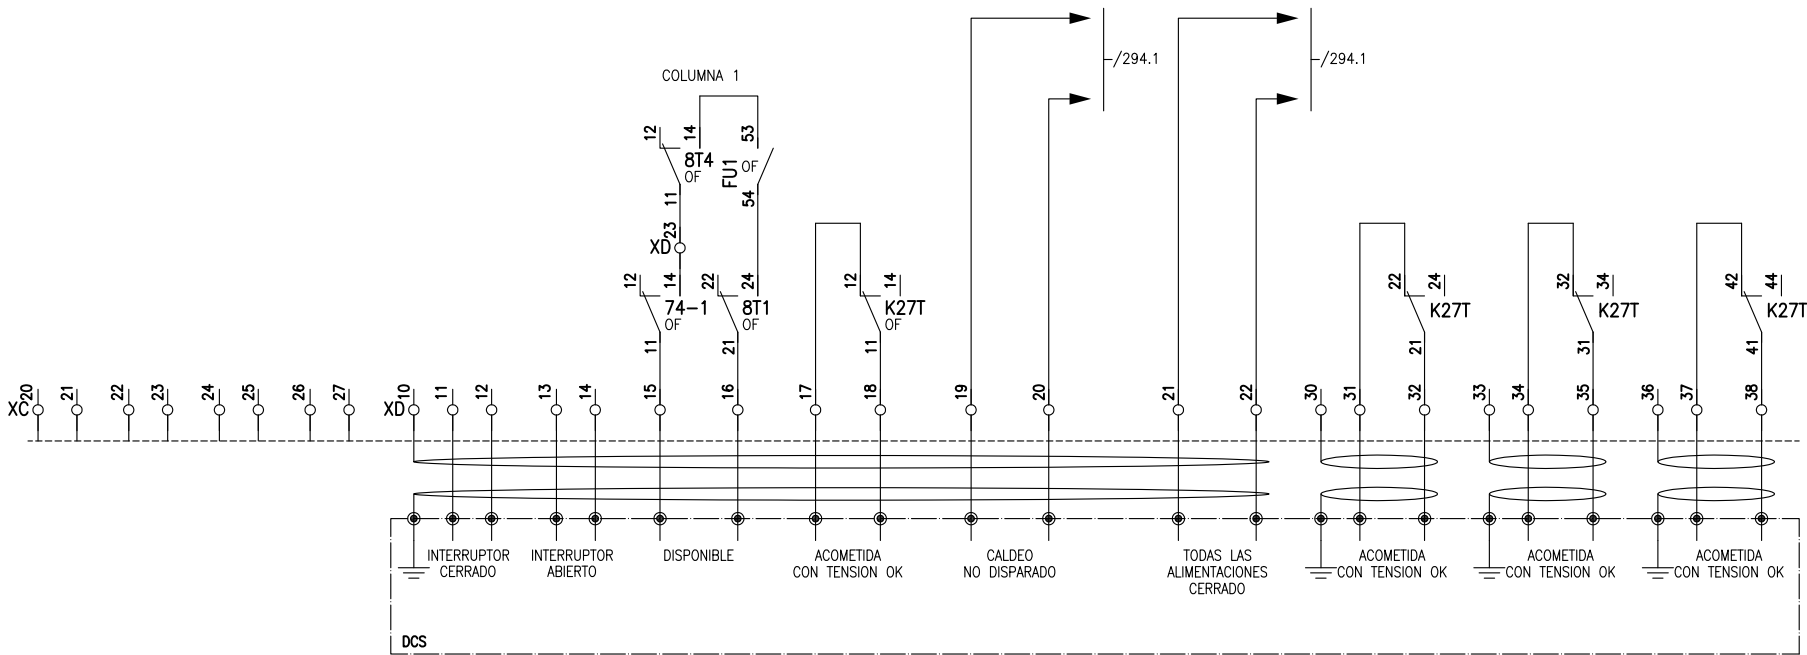 /294.1
/294.1
COLUMNA 1
12
14
53
8T4
OF
FU1
OF
11
54
23
XD
12
14
22
24
12
14
22
24
32
34
42
44
74-1
OF
8T1
OF
K27T
OF
K27T
K27T
K27T
11
21
11
21
31
41
XC
20
21
22
23
24
25
26
27
XD
10
11
12
13
14
15
16
17
18
19
20
21
22
30
31
32
33
34
35
36
37
38
INTERRUPTOR
CERRADO
INTERRUPTOR
ABIERTO
DISPONIBLE
ACOMETIDA
CON TENSION OK
CALDEO
NO DISPARADO
TODAS LAS
ALIMENTACIONES
CERRADO
ACOMETIDA
CON TENSION OK
ACOMETIDA
CON TENSION OK
ACOMETIDA
CON TENSION OK
DCS